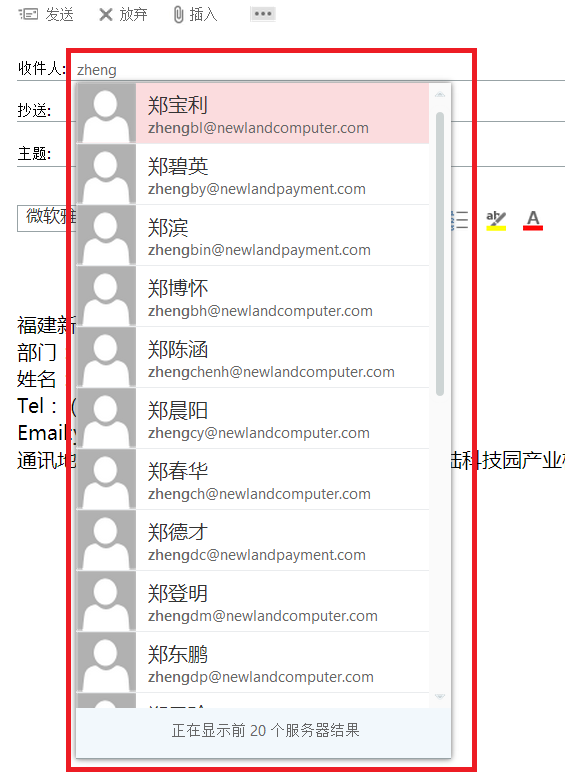 发送 放弃 插入
收件人: zheng
抄送:
主题:
郑宝利
zhengbl@newlandcomputer.com
郑碧英
zhengby@newlandpayment.com
郑滨
zhengbin@newlandpayment.com
郑博怀
zhengbh@newlandcomputer.com
郑陈涵
zhengchenh@newlandcomputer.com
郑晨阳
zhengcy@newlandcomputer.com
郑春华
zhengch@newlandcomputer.com
郑德才
zhengdc@newlandpayment.com
郑登明
zhengdm@newlandcomputer.com
郑东鹏
zhengdp@newlandcomputer.com
正在显示前 20 个服务器结果
微软雅
A
福建新
部门：
姓名：
Tel：(
Email
通讯地 陆科技园产业